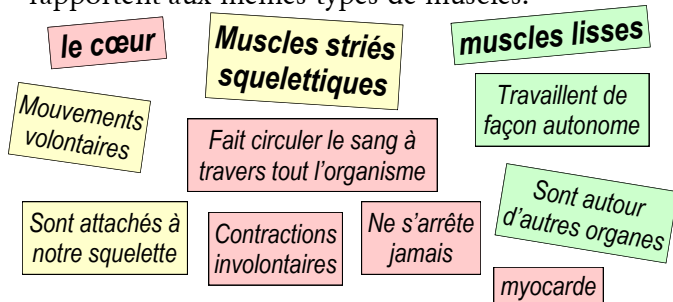 rapportent aux mêmes types de muscles.
le cœur
Muscles striés
squelettiques
muscles lisses
Mouvements
volontaires
Fait circuler le sang à
travers tout l'organisme
Travaillent de
façon autonome
Sont attachés à
notre squelette
Contractions
involontaires
Ne s'arrête
jamais
Sont autour
d'autres organes
myocarde